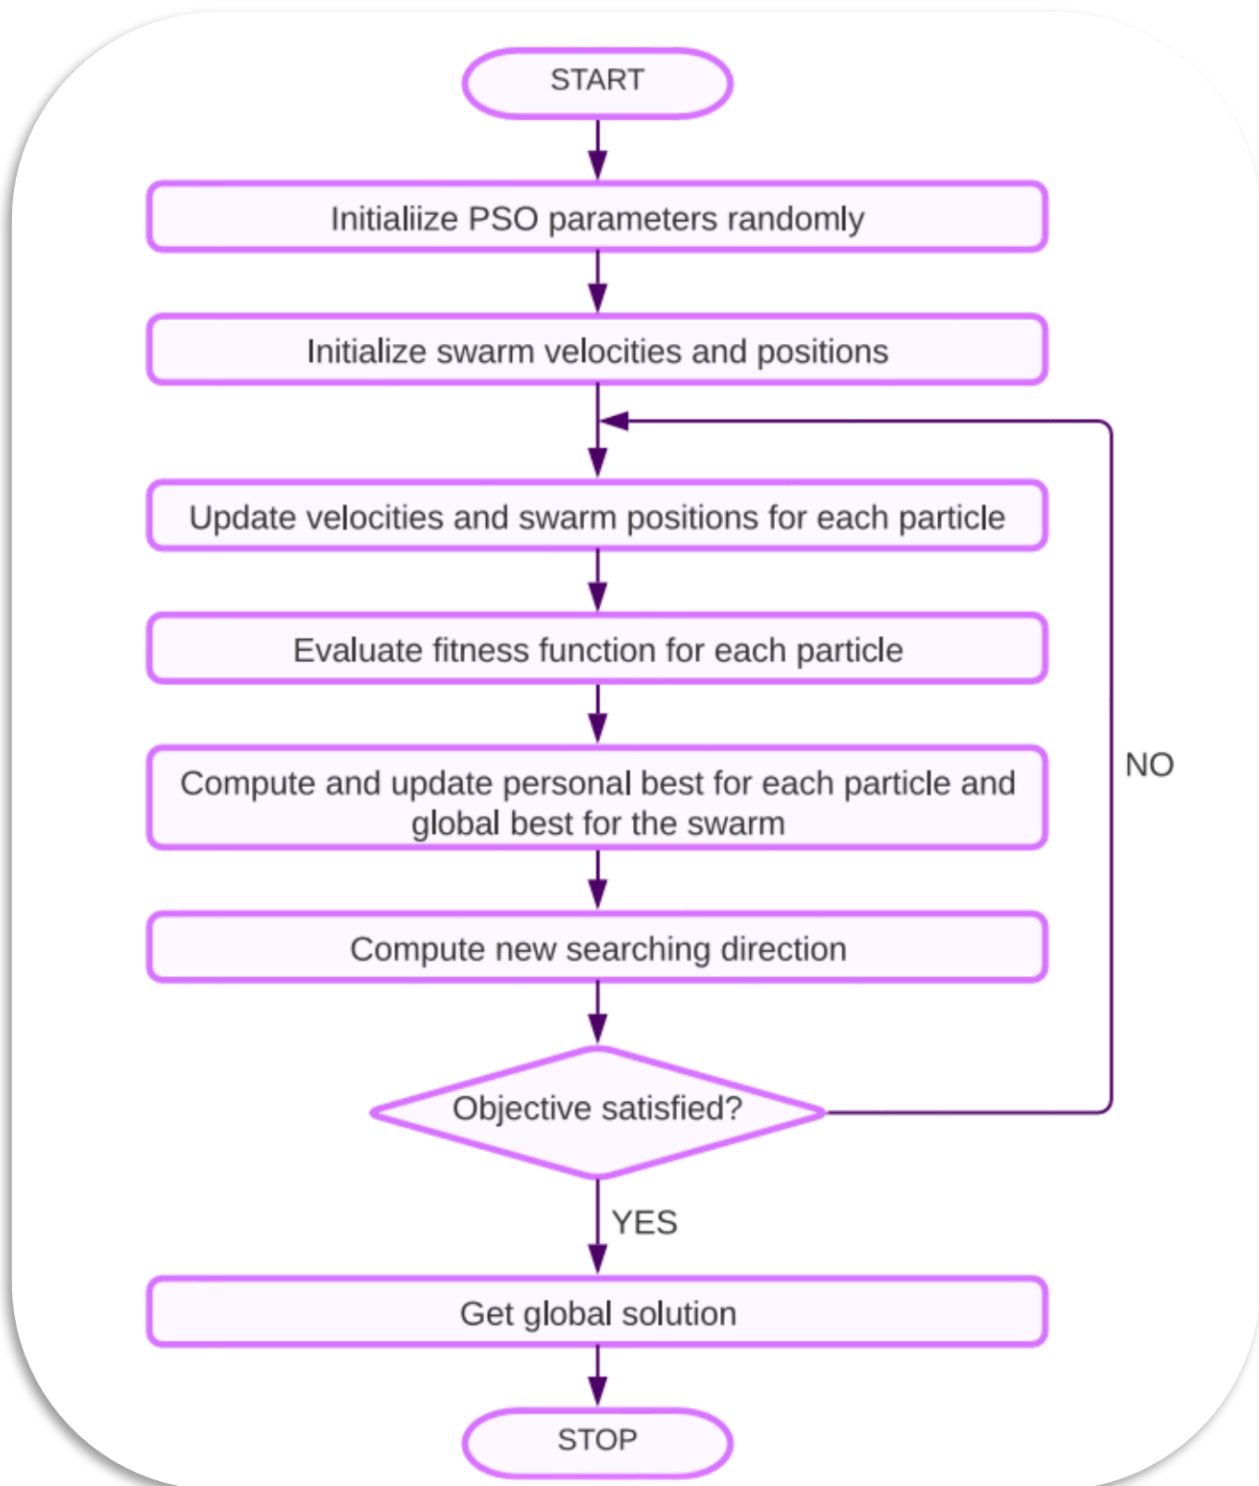 START
Initialiize PSO parameters randomly
Initialize swarm velocities and positions
Update velocities and swarm positions for each particle
Evaluate fitness function for each particle
Compute and update personal best for each particle and
global best for the swarm
NO
Compute new searching direction
Objective satisfied?
YES
Get global solution
STOP